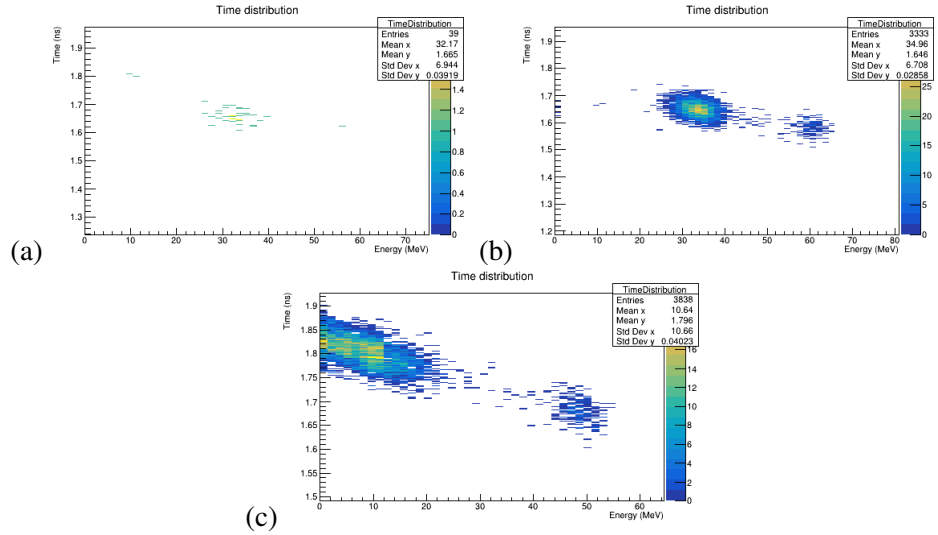 Time distribution
TimeDistribution
Entries 39
Mean x 32.17
Mean y 1.665
Std Dev x 6.944
Std Dev y 0.03919
Time (ns)
1.9
1.8
1.7
1.6
1.5
1.4
1.3
0 10 20 30 40 50 60 70
Energy (MeV)
1.4
1.2
1
0.8
0.6
0.4
0.2
0
(a)
Time distribution
TimeDistribution
Entries 3333
Mean x 34.96
Mean y 1.646
Std Dev x 6.708
Std Dev y 0.02858
Time (ns)
1.9
1.8
1.7
1.6
1.5
1.4
1.3
1.2
0 10 20 30 40 50 60 70 80
Energy (MeV)
25
20
15
10
5
0
(b)
Time distribution
TimeDistribution
Entries 3838
Mean x 10.64
Mean y 1.796
Std Dev x 10.66
Std Dev y 0.04023
Time (ns)
1.9
1.85
1.8
1.75
1.7
1.65
1.6
1.55
1.5
0 10 20 30 40 50 60
Energy (MeV)
16
14
12
10
8
6
4
2
0
(c)